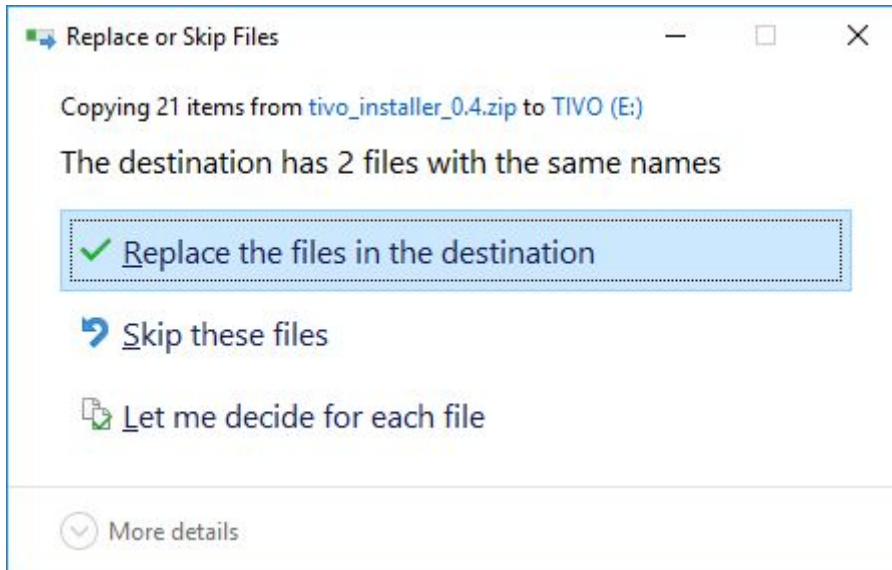 Replace or Skip Files
Copying 21 items from tivo_installer_0.4.zip to TIVO (E:)
The destination has 2 files with the same names
Replace the files in the destination
Skip these files
Let me decide for each file
More details